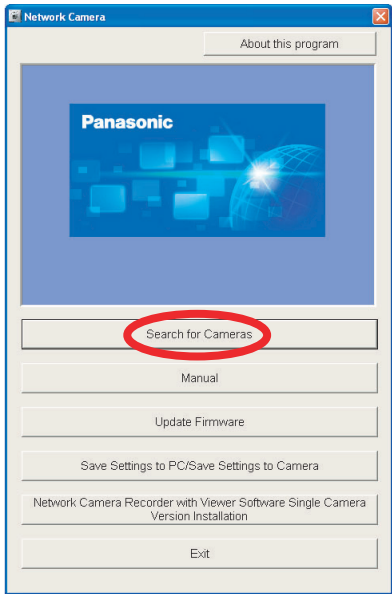 Network Camera
About this program
Panasonic
Search for Cameras
Manual
Update Firmware
Save Settings to PC/Save Settings to Camera
Network Camera Recorder with Viewer Software Single Camera
Version Installation
Exit